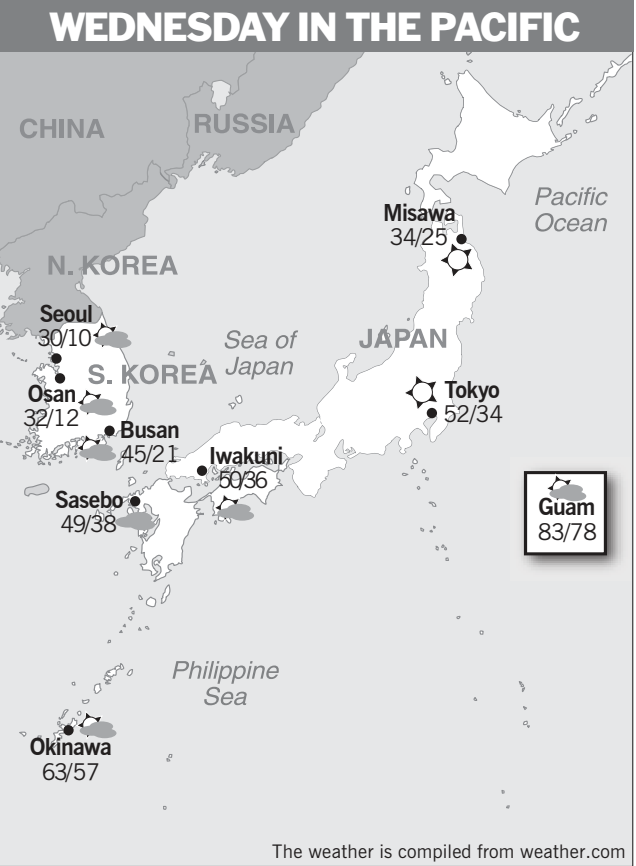 WEDNESDAY IN THE PACIFIC
CHINA
RUSSIA
Pacific
Ocean
Misawa
34/25
N. KOREA
Seoul
30/10
Sea of
Japan
JAPAN
S. KOREA
Osan
32/12
Tokyo
52/34
Busan
45/21
Iwakuni
50/36
Sasebo
49/38
Guam
83/78
Philippine
Sea
Okinawa
63/57
The weather is compiled from weather.com